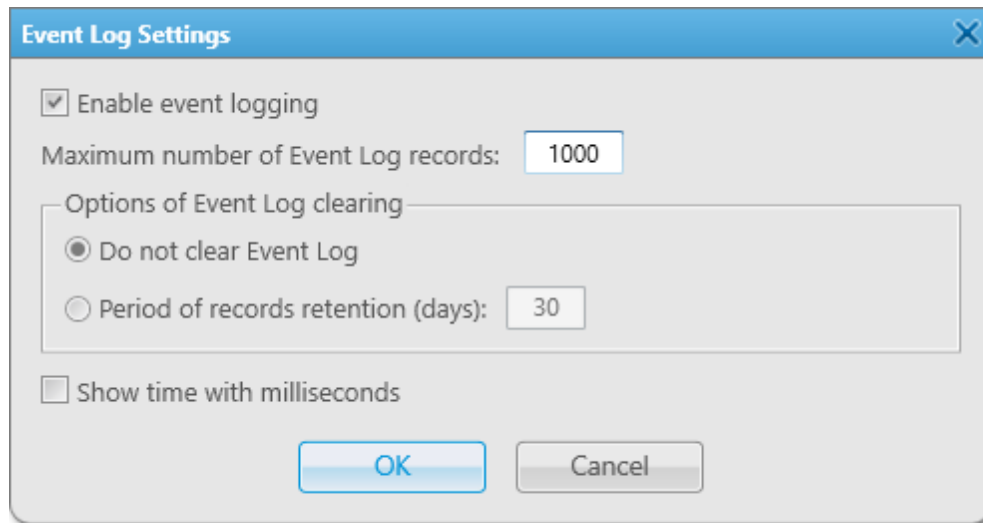 Event Log Settings
Enable event logging
Maximum number of Event Log records: 1000
Options of Event Log clearing
Do not clear Event Log
Period of records retention (days): 30
Show time with milliseconds
OK Cancel